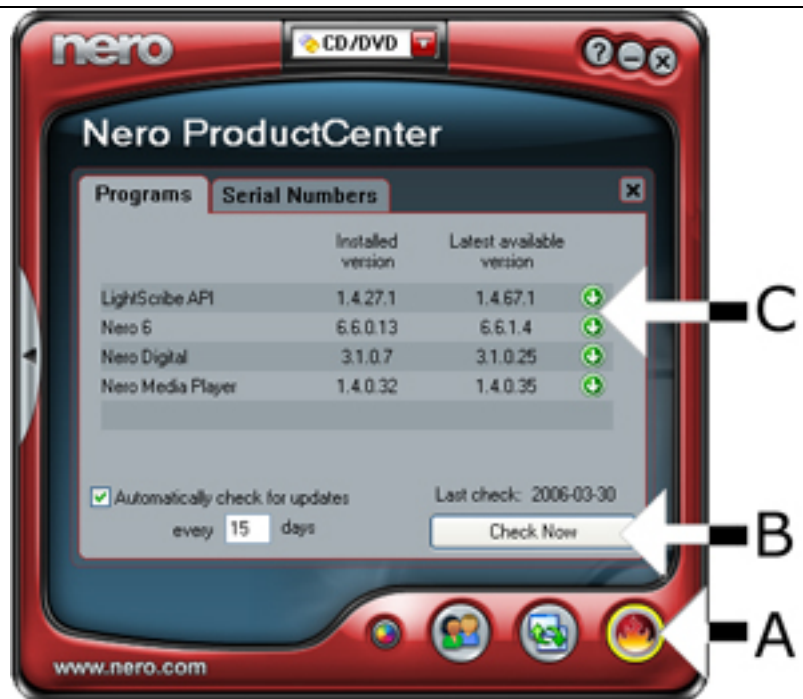 nero
CD/DVD
?
Nero ProductCenter
Programs Serial Numbers
Installed version Latest available version
LightScribe API 1.4.27.1 1.4.67.1
Nero 6 6.6.0.13 6.6.1.4
Nero Digital 3.1.0.7 3.1.0.25
Nero Media Player 1.4.0.32 1.4.0.35
C
Automatically check for updates Last check: 2006-03-30
every 15 days Check Now
B
A
www.nero.com